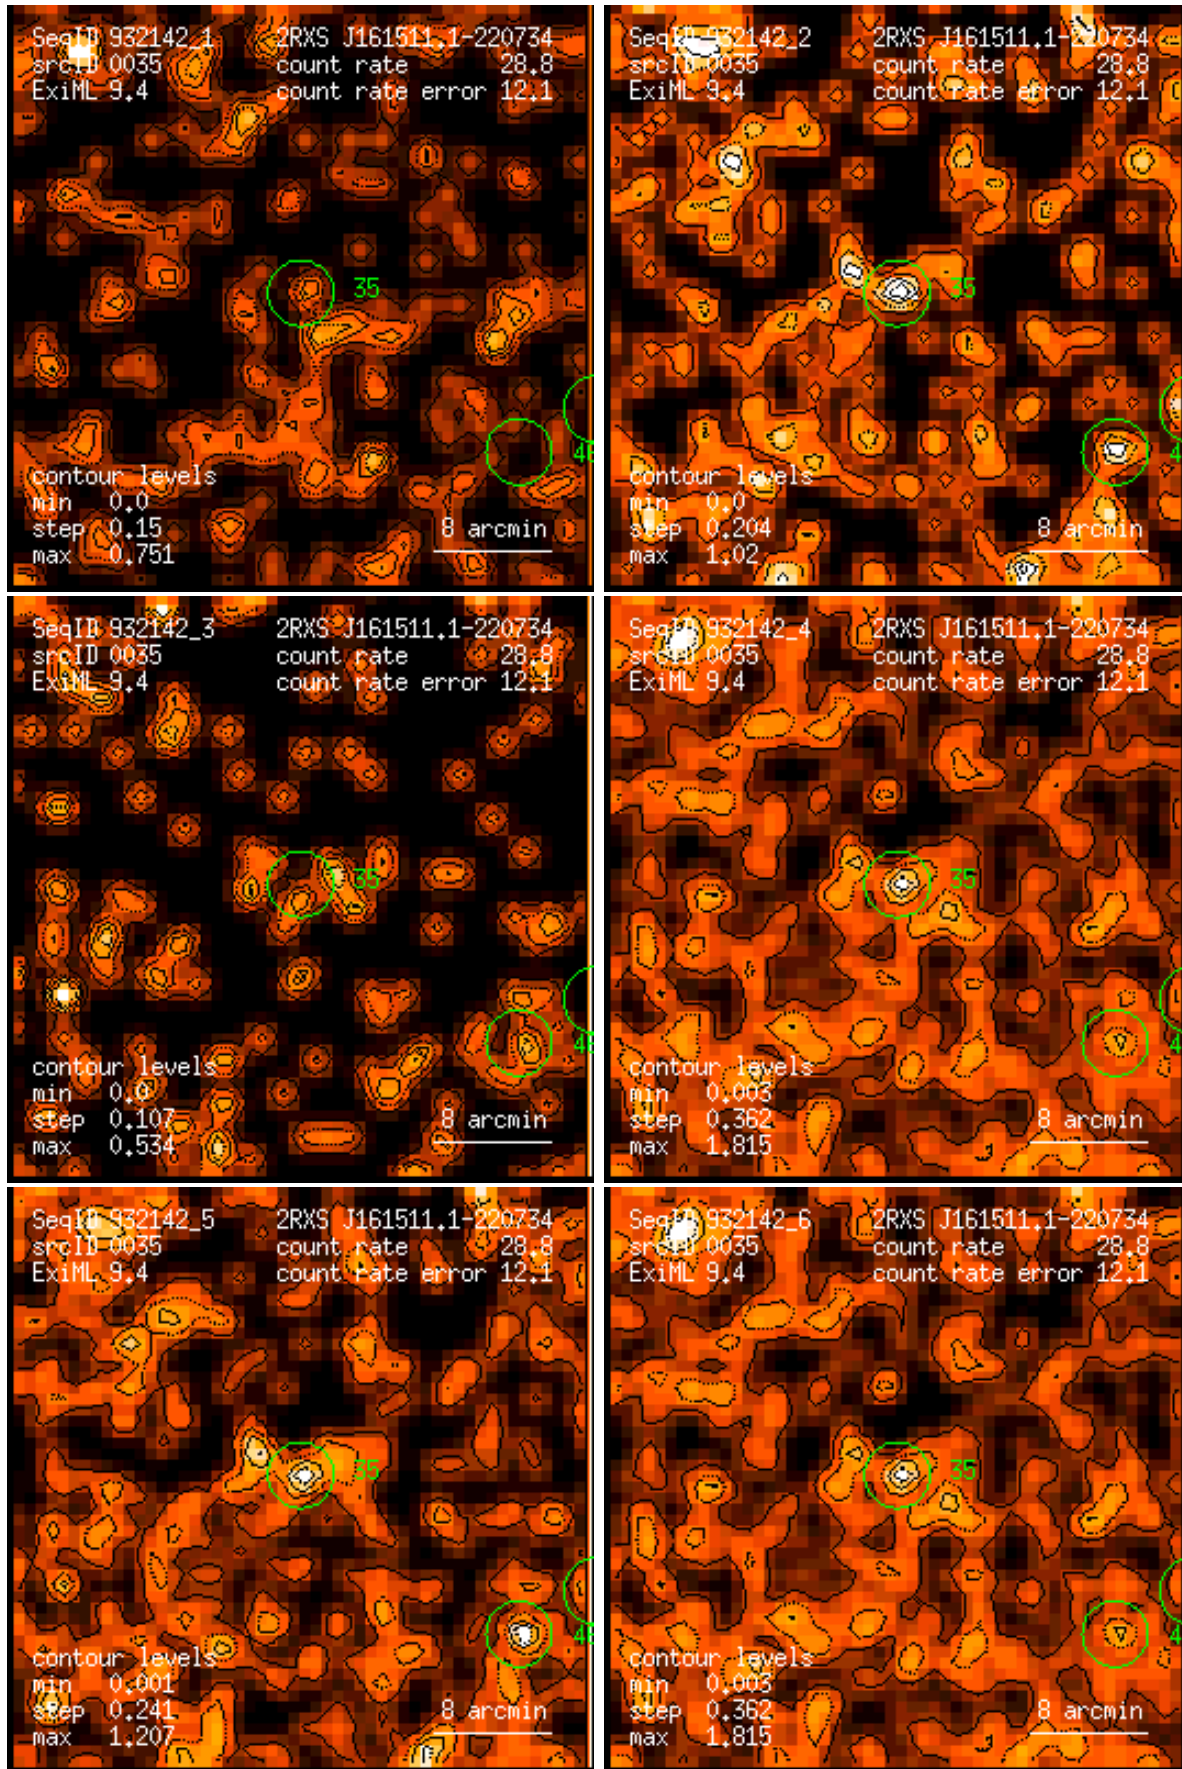 SeqID 932142_1 2RXS J161511.1-220734
srcID 0035 count rate 28.8
ExiML 9.4 count rate error 12.1
35
4
contour levels
min 0.0
step 0.15
max 0.751
8 arcmin
SeqID 932142_2 2RXS J161511.1-220734
srcID 0035 count rate 28.8
ExiML 9.4 count rate error 12.1
35
4
contour levels
min 0.0
step 0.204
max 1.02
8 arcmin
SeqID 932142_3 2RXS J161511.1-220734
srcID 0035 count rate 28.8
ExiML 9.4 count rate error 12.1
35
4
contour levels
min 0.0
step 0.107
max 0.534
8 arcmin
SeqID 932142_4 2RXS J161511.1-220734
srcID 0035 count rate 28.8
ExiML 9.4 count rate error 12.1
35
4
contour levels
min 0.003
step 0.362
max 1.815
8 arcmin
SeqID 932142_5 2RXS J161511.1-220734
srcID 0035 count rate 28.8
ExiML 9.4 count rate error 12.1
35
4
contour levels
min 0.001
step 0.241
max 1.207
8 arcmin
SeqID 932142_6 2RXS J161511.1-220734
srcID 0035 count rate 28.8
ExiML 9.4 count rate error 12.1
35
4
contour levels
min 0.003
step 0.362
max 1.815
8 arcmin